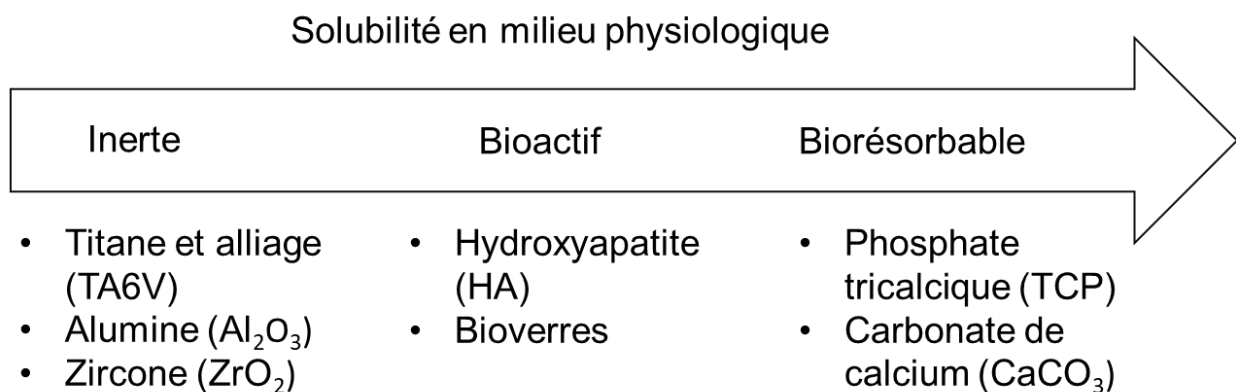 Solubilité en milieu physiologique
Inerte
Bioactif
Biorésorbable
• Titane et alliage
(TA6V)
• Alumine (Al₂O₃)
• Zircone (ZrO₂)
• Hydroxyapatite
(HA)
• Bioverres
• Phosphate
tricalcique (TCP)
• Carbonate de
calcium (CaCO₃)